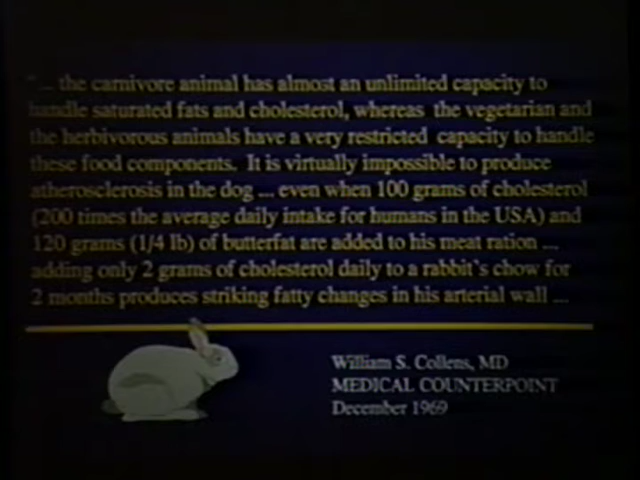 "... the carnivore animal has almost an unlimited capacity to
handle saturated fats and cholesterol, whereas the vegetarian and
the herbivorous animals have a very restricted capacity to handle
these food components. It is virtually impossible to produce
atherosclerosis in the dog ... even when 100 grams of cholesterol
(200 times the average daily intake for humans in the USA) and
120 grams (1/4 lb) of butterfat are added to his meat ration ...
adding only 2 grams of cholesterol daily to a rabbit's chow for
2 months produces striking fatty changes in his arterial wall ...
William S. Collens, MD
MEDICAL COUNTERPOINT
December 1969